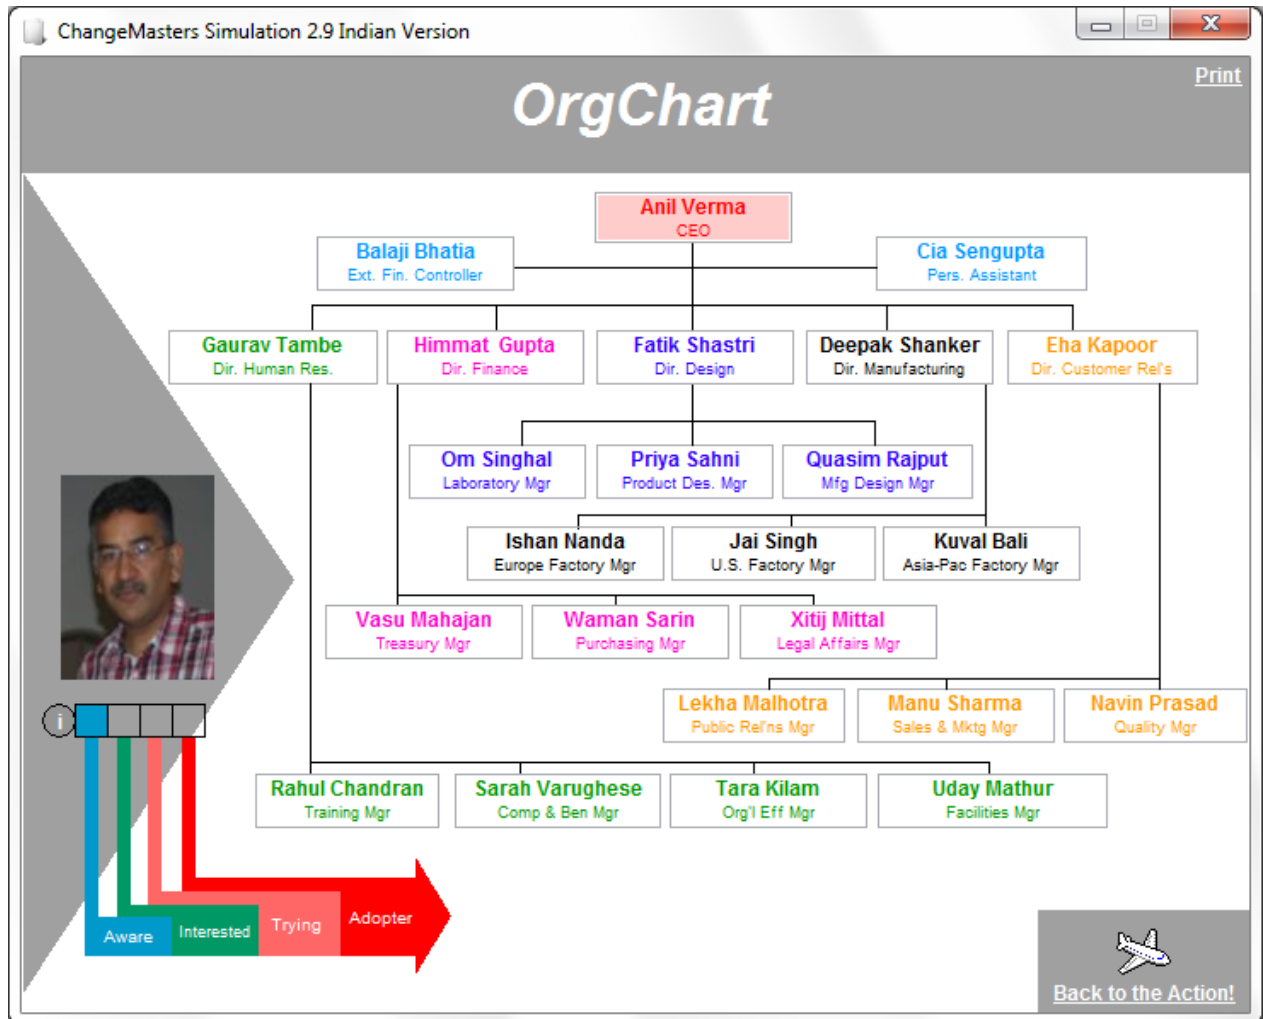 ChangeMasters Simulation 2.9 Indian Version
Print
OrgChart
Anil Verma
CEO
Balaji Bhatia
Ext. Fin. Controller
Cia Sengupta
Pers. Assistant
Gaurav Tambe
Dir. Human Res.
Himmat Gupta
Dir. Finance
Fatik Shastri
Dir. Design
Deepak Shanker
Dir. Manufacturing
Eha Kapoor
Dir. Customer Rel's
Om Singhal
Laboratory Mgr
Priya Sahni
Product Des. Mgr
Quasim Rajput
Mfg Design Mgr
Ishan Nanda
Europe Factory Mgr
Jai Singh
U.S. Factory Mgr
Kuval Bali
Asia-Pac Factory Mgr
Vasu Mahajan
Treasury Mgr
Waman Sarin
Purchasing Mgr
Xitij Mittal
Legal Affairs Mgr
Lekha Malhotra
Public Rel'ns Mgr
Manu Sharma
Sales & Mktg Mgr
Navin Prasad
Quality Mgr
i
Rahul Chandran
Training Mgr
Sarah Varughese
Comp & Ben Mgr
Tara Kilam
Org'l Eff Mgr
Uday Mathur
Facilities Mgr
Aware
Interested
Trying
Adopter
Back to the Action!